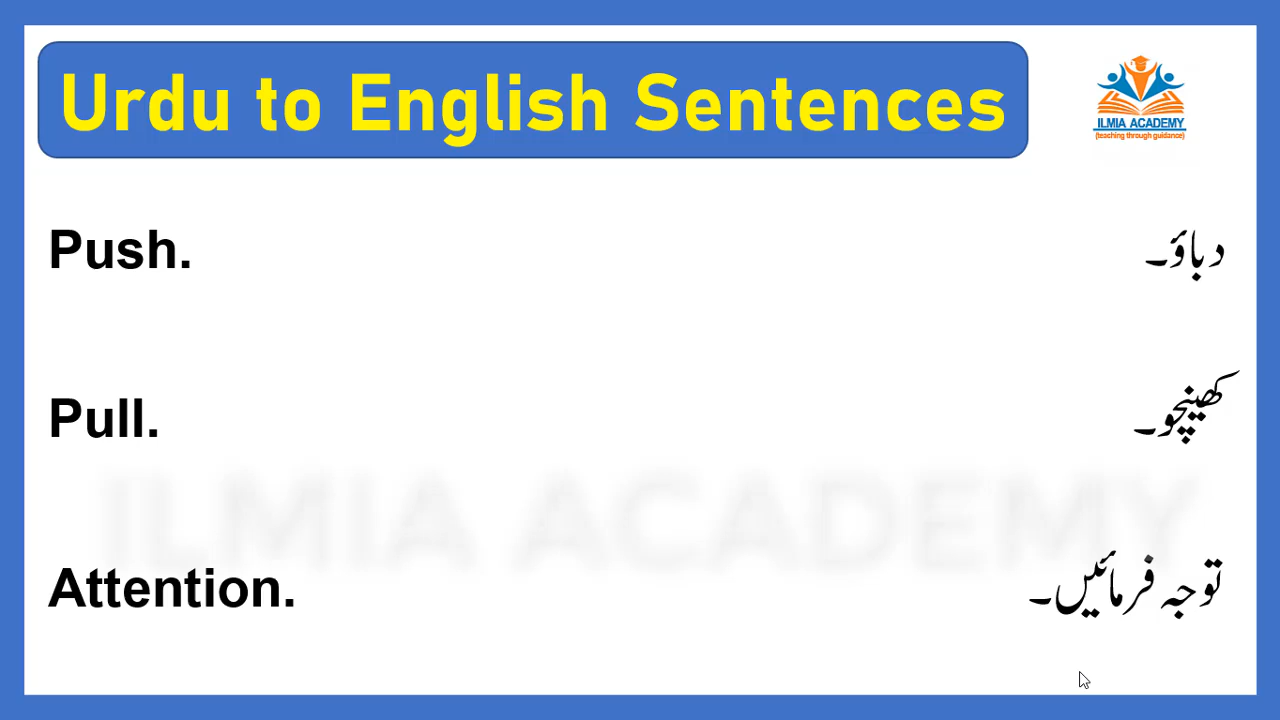 Urdu to English Sentences
ILMIA ACADEMY
(teaching through guidance)
Push. دباؤ۔
Pull. کھینچو۔
ILMIA ACADEMY
Attention. توجہ فرمائیں۔